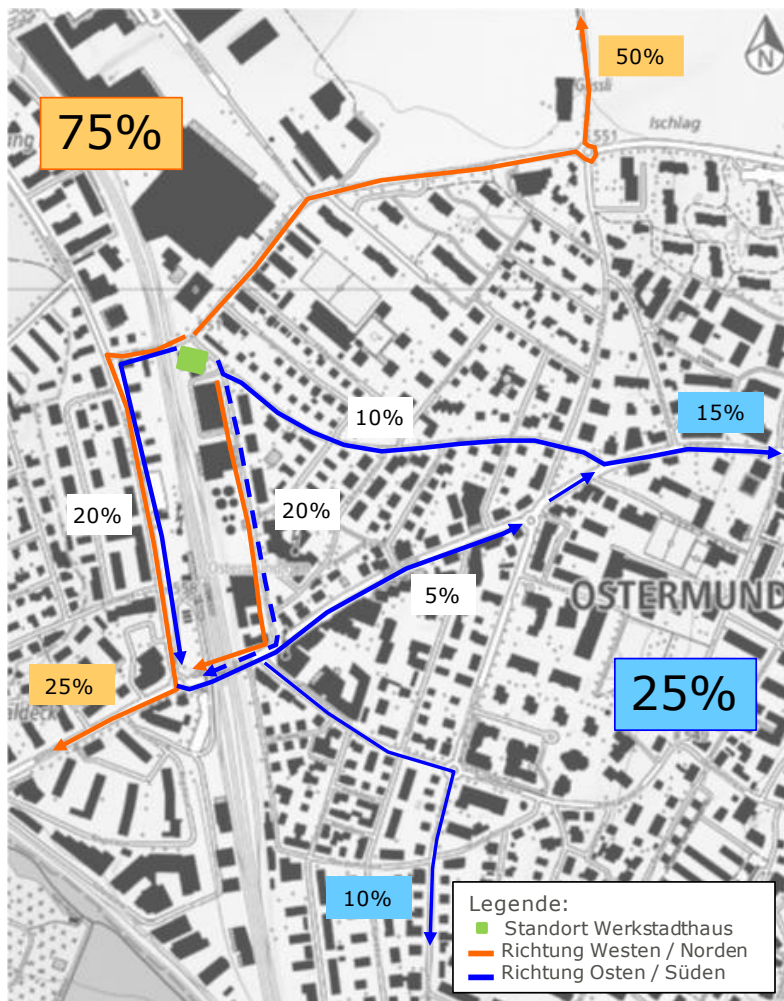 50%
N
Gössli
75%
551
Ischlag
10%
15%
20%
20%
5%
OSTERMUND
25%
25%
10%
Legende:
Standort Werkstadthaus
Richtung Westen / Norden
Richtung Osten / Süden